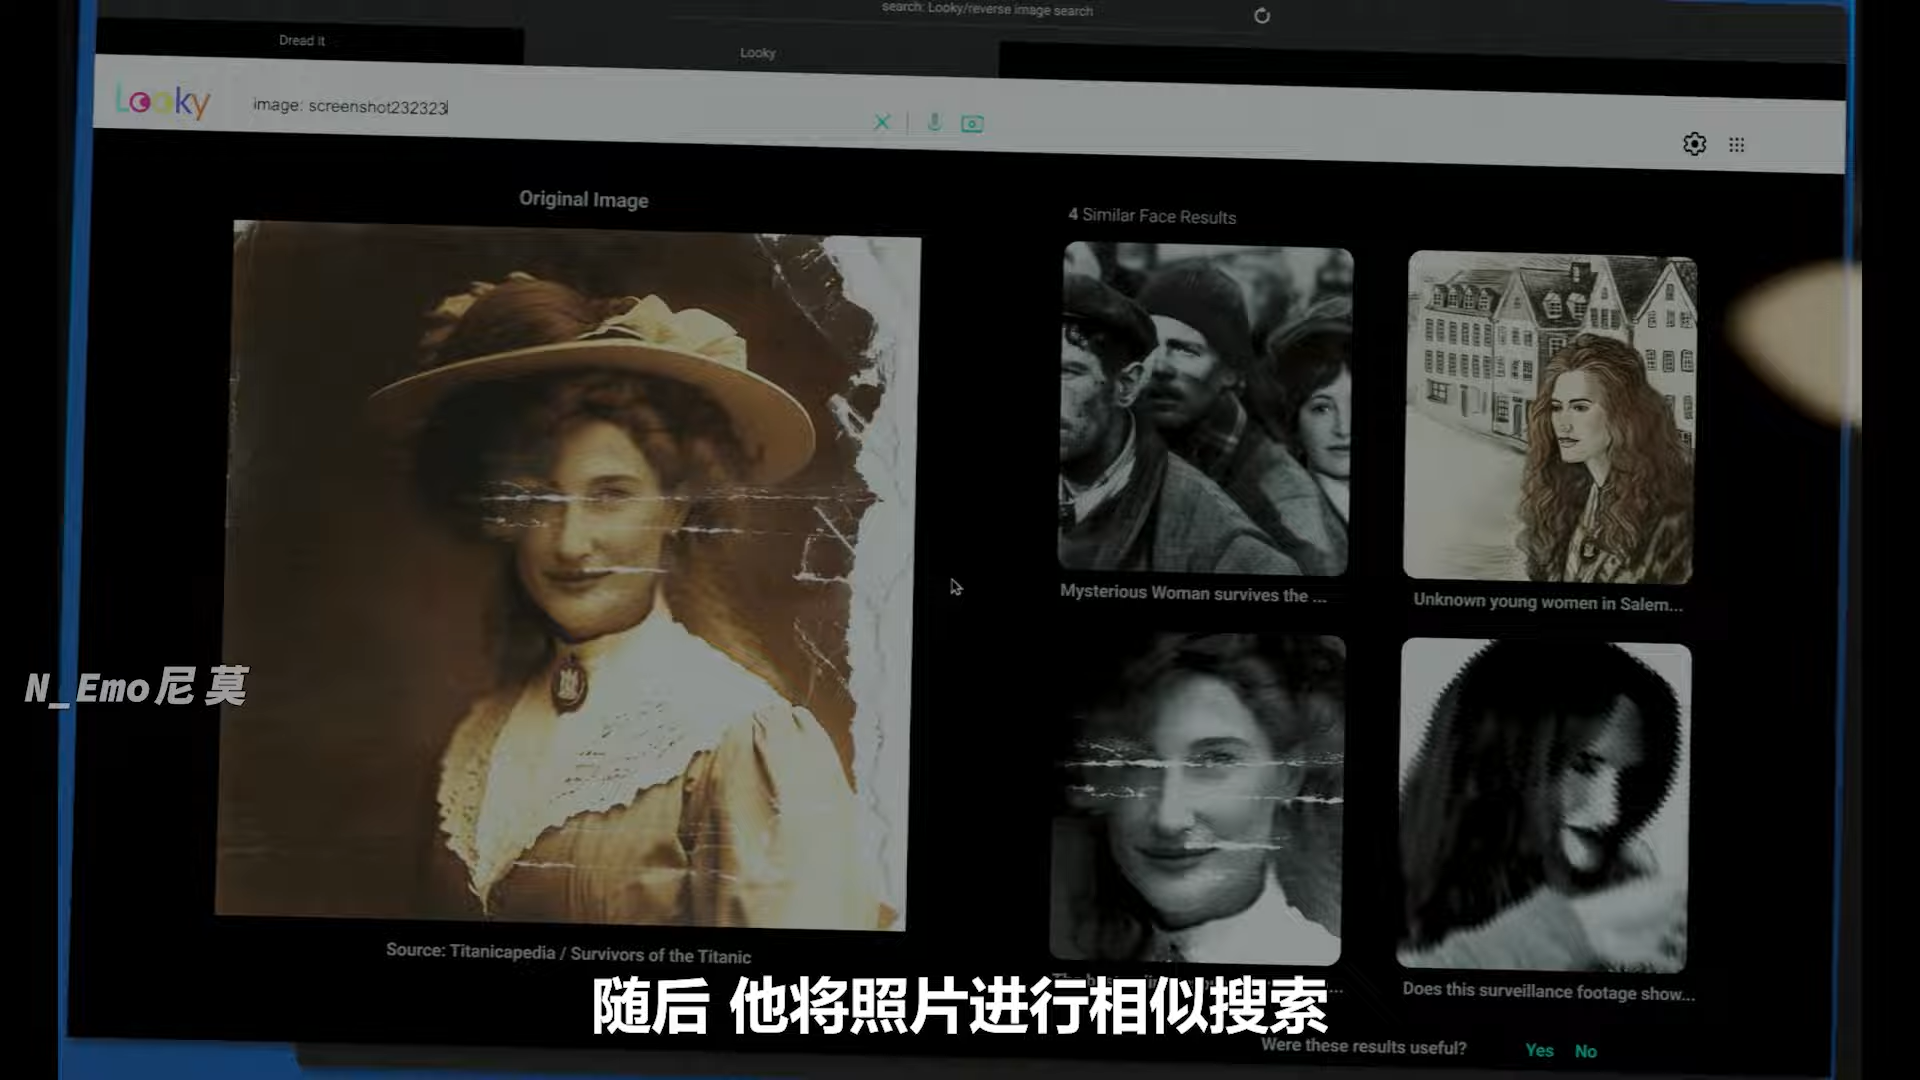 search: Looky/reverse image search
Dread It
Looky
Looky
image: screenshot232323
Original Image
4 Similar Face Results
Mysterious Woman survives the ...
Unknown young women in Salem...
N_Emo尼莫
Source: Titanicapedia / Survivors of the Titanic
Does this surveillance footage show...
随后 他将照片进行相似搜索
Were these results useful? Yes No